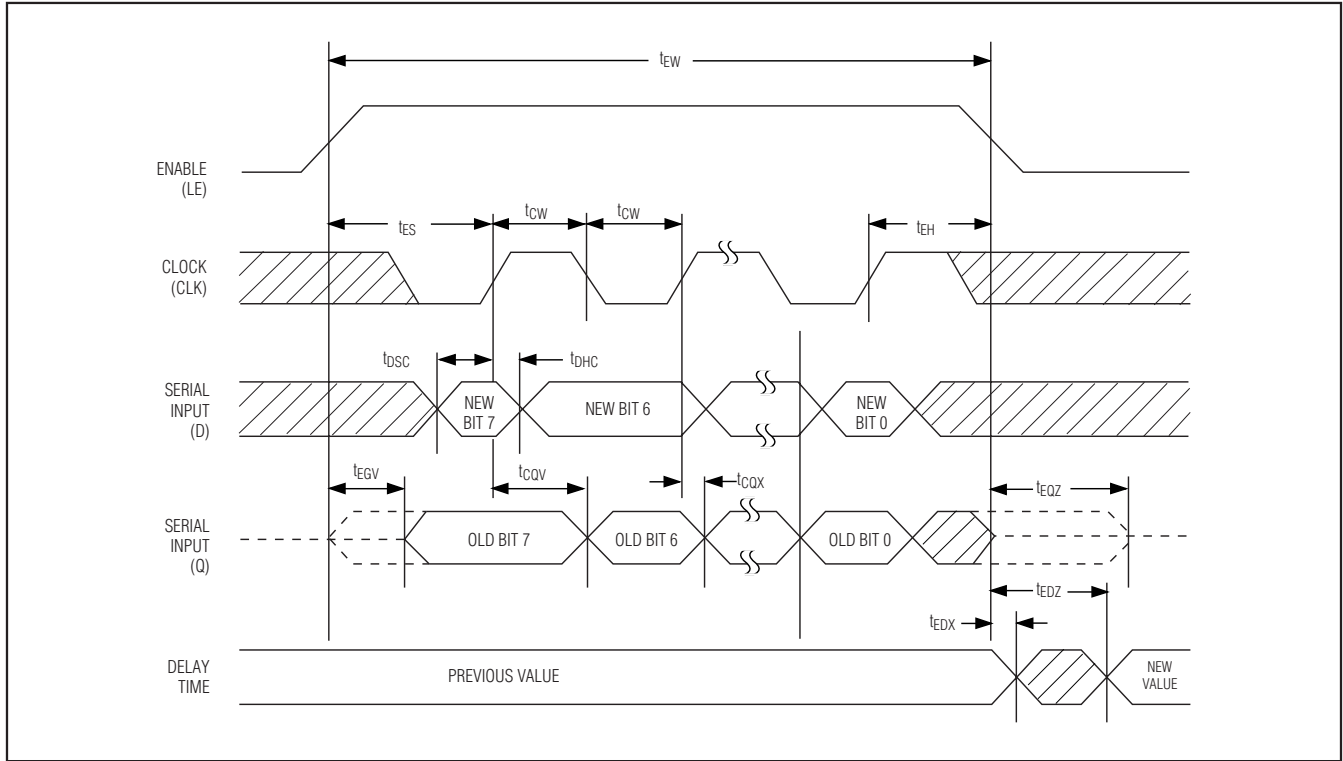 tEW
ENABLE
(LE)
tES
tCW
tCW
tEH
CLOCK
(CLK)
tDSC
tDHC
SERIAL
INPUT
(D)
NEW
BIT 7
NEW BIT 6
NEW
BIT 0
tEGV
tCQV
tCQX
tEQZ
SERIAL
INPUT
(Q)
OLD BIT 7
OLD BIT 6
OLD BIT 0
tEDZ
tEDX
DELAY
TIME
PREVIOUS VALUE
NEW
VALUE